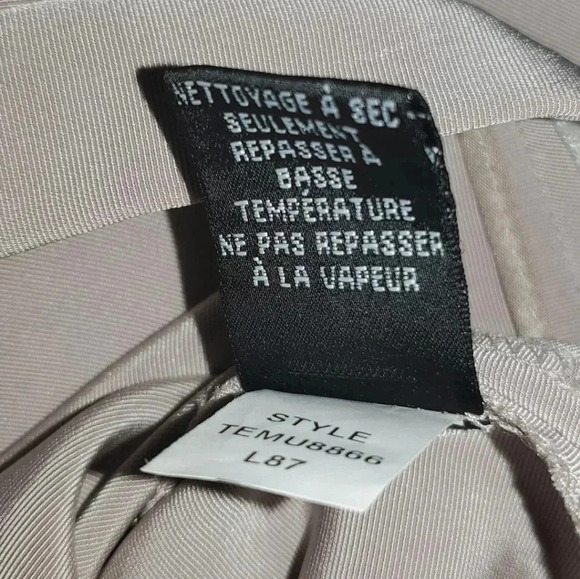 NETTOYAGE À SEC
SEULEMENT
REPASSER À
BASSE
TEMPÉRATURE
NE PAS REPASSER
À LA VAPEUR
STYLE
TEMU8866
L87